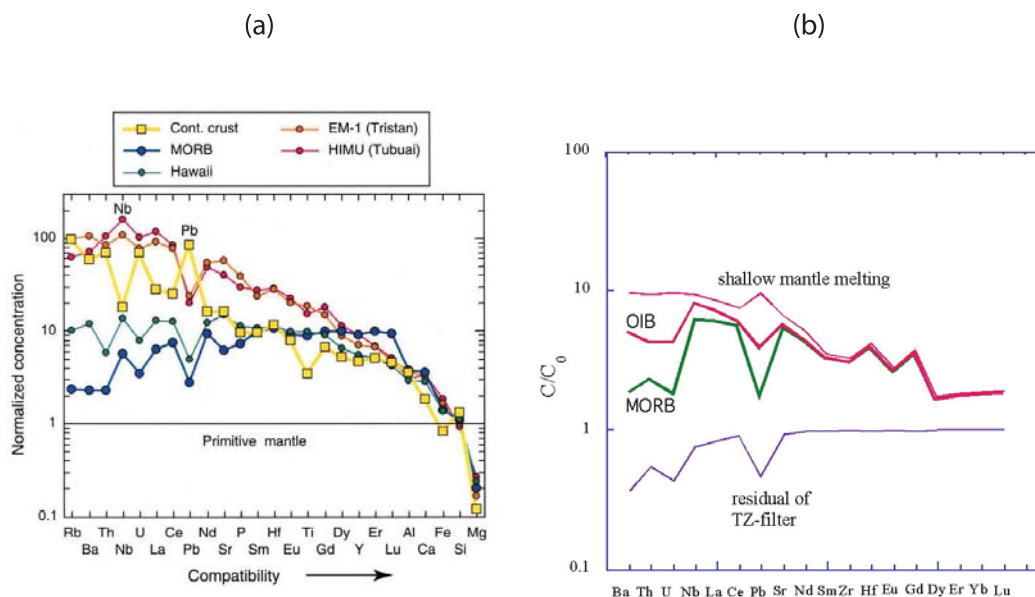 (a)
(b)
Cont. crust
EM-1 (Tristan)
MORB
HIMU (Tubuai)
Hawaii
Nb
Pb
100
10
1
0.1
Normalized concentration
Primitive mantle
Rb Th U Ce Nd P Hf Ti Dy Er Al Fe Mg
Ba Nb La Pb Sr Sm Eu Gd Y Lu Ca Si
Compatibility
100
10
1
0.1
C/C0
shallow mantle melting
OIB
MORB
residual of
TZ-filter
Ba Th U Nb La Ce Pb Sr Nd Sm Zr Hf Eu Gd Dy Er Yb Lu